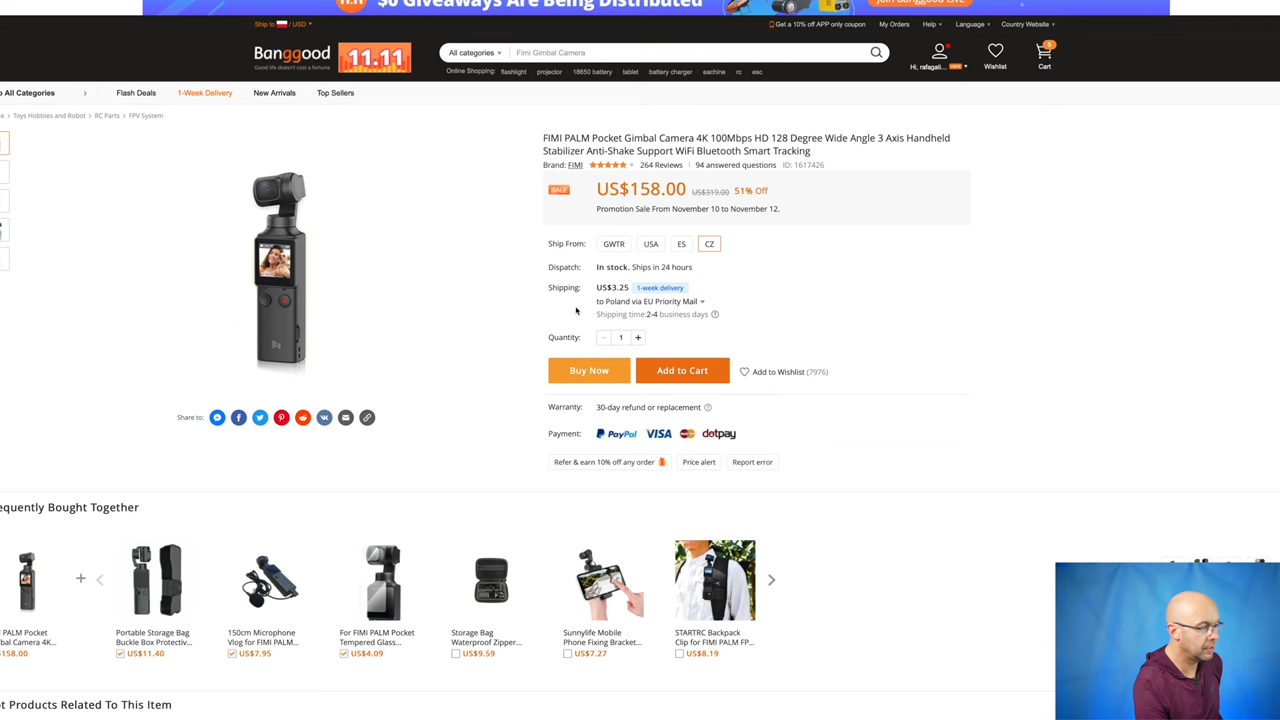 11.11 $0 Giveaways Are Being Distributed
Ship to / USD
Get a 10% off APP only coupon My Orders Help Language Country Website
Banggood
Good life doesn't cost a fortune
11.11
All categories Fimi Gimbal Camera
Online Shopping: flashlight projector 18650 battery tablet battery charger eachine rc esc
Hi, rafagali... Wishlist Cart
All Categories Flash Deals 1-Week Delivery New Arrivals Top Sellers
Toys Hobbies and Robot > RC Parts > FPV System
FIMI PALM Pocket Gimbal Camera 4K 100Mbps HD 128 Degree Wide Angle 3 Axis Handheld
Stabilizer Anti-Shake Support WiFi Bluetooth Smart Tracking
Brand: FIMI 264 Reviews 94 answered questions ID: 1617426
SALE US$158.00 US$319.00 51% Off
Promotion Sale From November 10 to November 12.
Ship From: GWTR USA ES CZ
Dispatch: In stock. Ships in 24 hours
Shipping: US$3.25 1-week delivery
to Poland via EU Priority Mail
Shipping time:2-4 business days
Quantity: - 1 +
Buy Now Add to Cart Add to Wishlist (7976)
Warranty: 30-day refund or replacement
Share to:
Payment: PayPal VISA dotpay
Refer & earn 10% off any order Price alert Report error
equently Bought Together
PALM Pocket
bal Camera 4K...
158.00
Portable Storage Bag
Buckle Box Protectiv...
US$11.40
150cm Microphone
Vlog for FIMI PALM...
US$7.95
For FIMI PALM Pocket
Tempered Glass...
US$4.09
Storage Bag
Waterproof Zipper...
US$9.59
Sunnylife Mobile
Phone Fixing Bracket...
US$7.27
STARTRC Backpack
Clip for FIMI PALM FP...
US$8.19
t Products Related To This Item